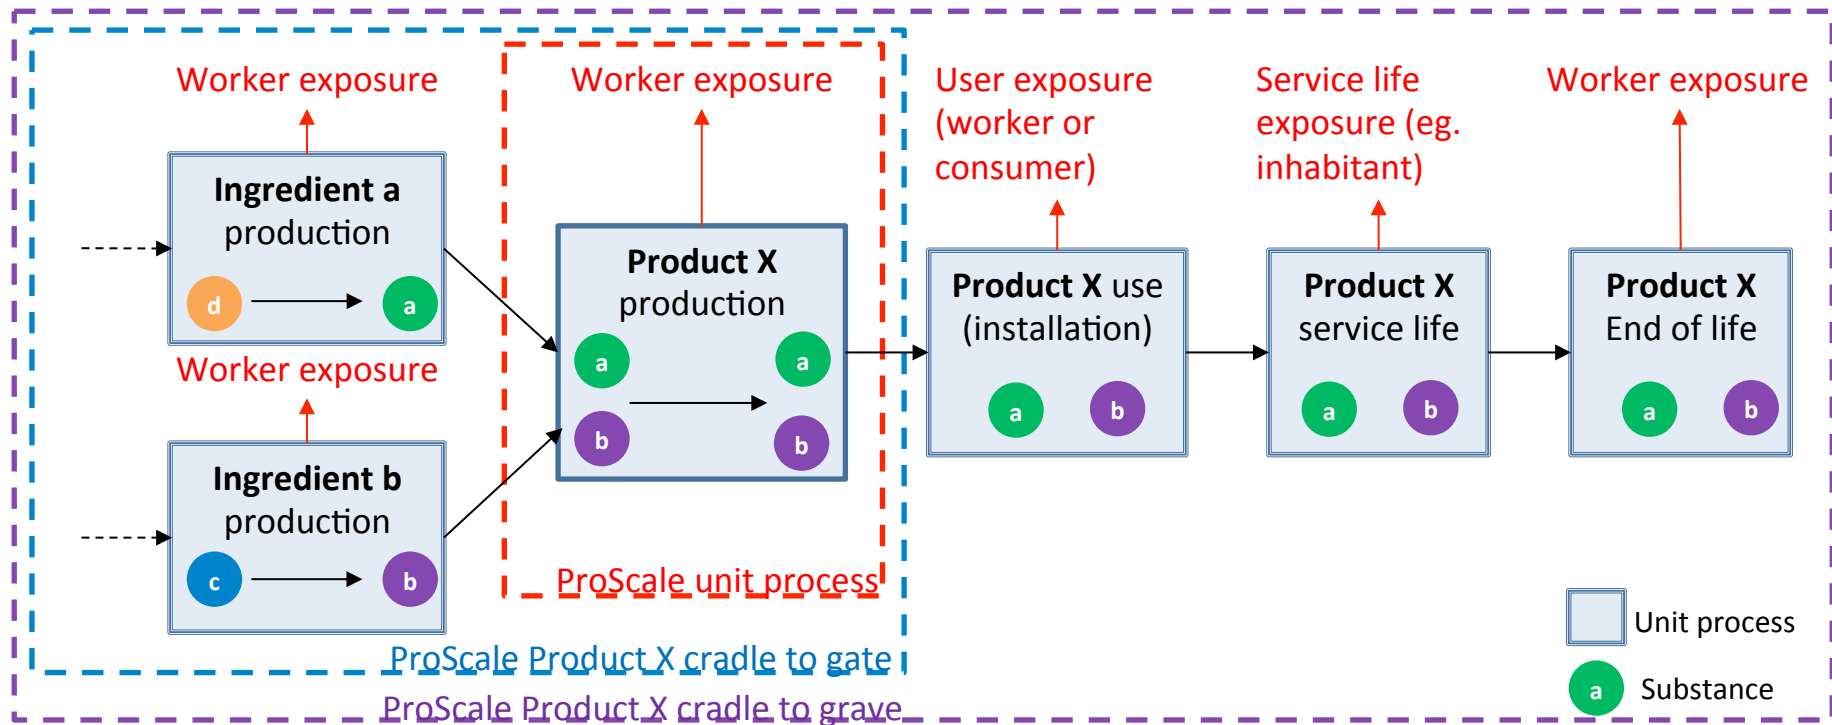 Worker exposure
Ingredient a
production
d
a
Worker exposure
Ingredient b
production
c
b
Worker exposure
Product X
production
a
a
b
b
ProScale unit process
ProScale Product X cradle to gate
ProScale Product X cradle to grave
User exposure
(worker or
consumer)
Product X use
(installation)
a
b
Service life
exposure (eg.
inhabitant)
Product X
service life
a
b
Worker exposure
Product X
End of life
a
b
Unit process
a
Substance